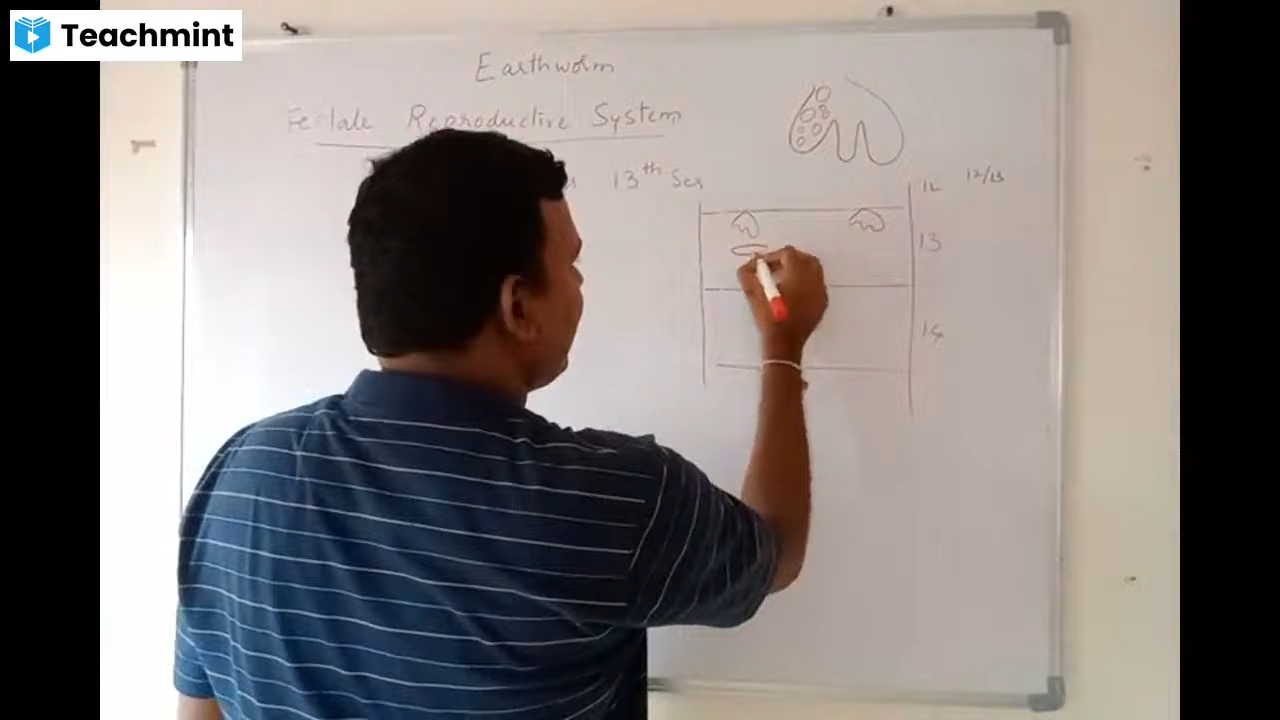 Teachmint
Earthworm
Female Reproductive System
13th Seg
12 12/13
13
14